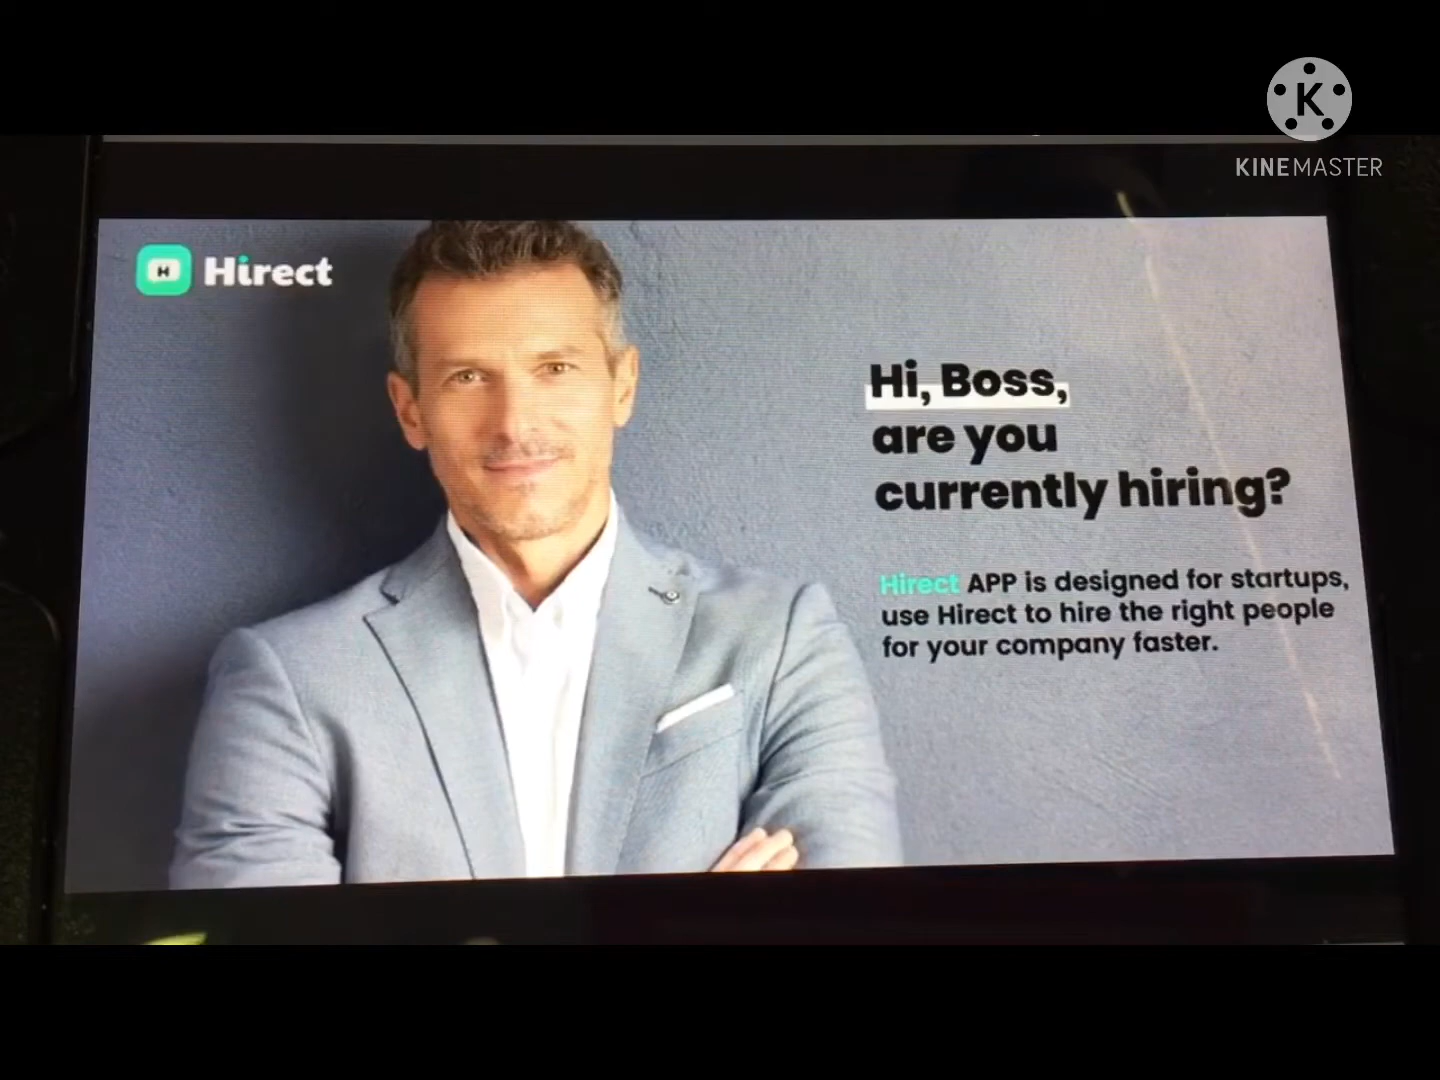 KINEMASTER
H Hirect
Hi, Boss,
are you
currently hiring?
Hirect APP is designed for startups,
use Hirect to hire the right people
for your company faster.